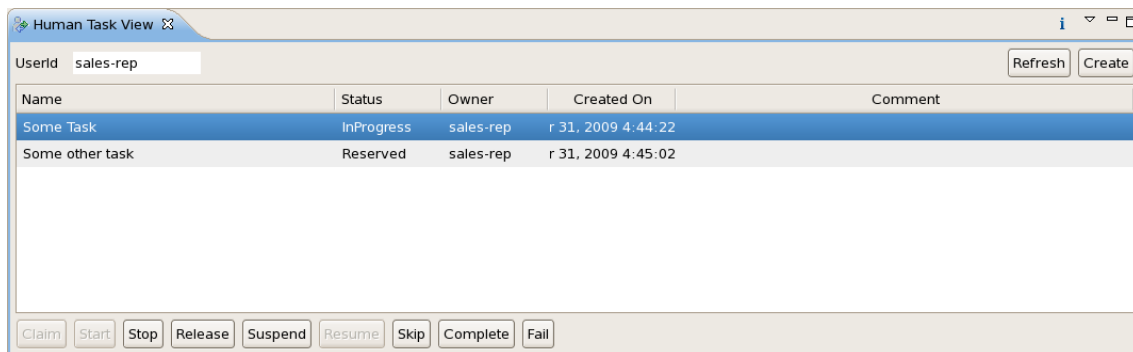 Human Task View
UserId sales-rep Refresh Create
Name Status Owner Created On Comment
Some Task InProgress sales-rep r 31, 2009 4:44:22
Some other task Reserved sales-rep r 31, 2009 4:45:02
Claim Start Stop Release Suspend Resume Skip Complete Fail